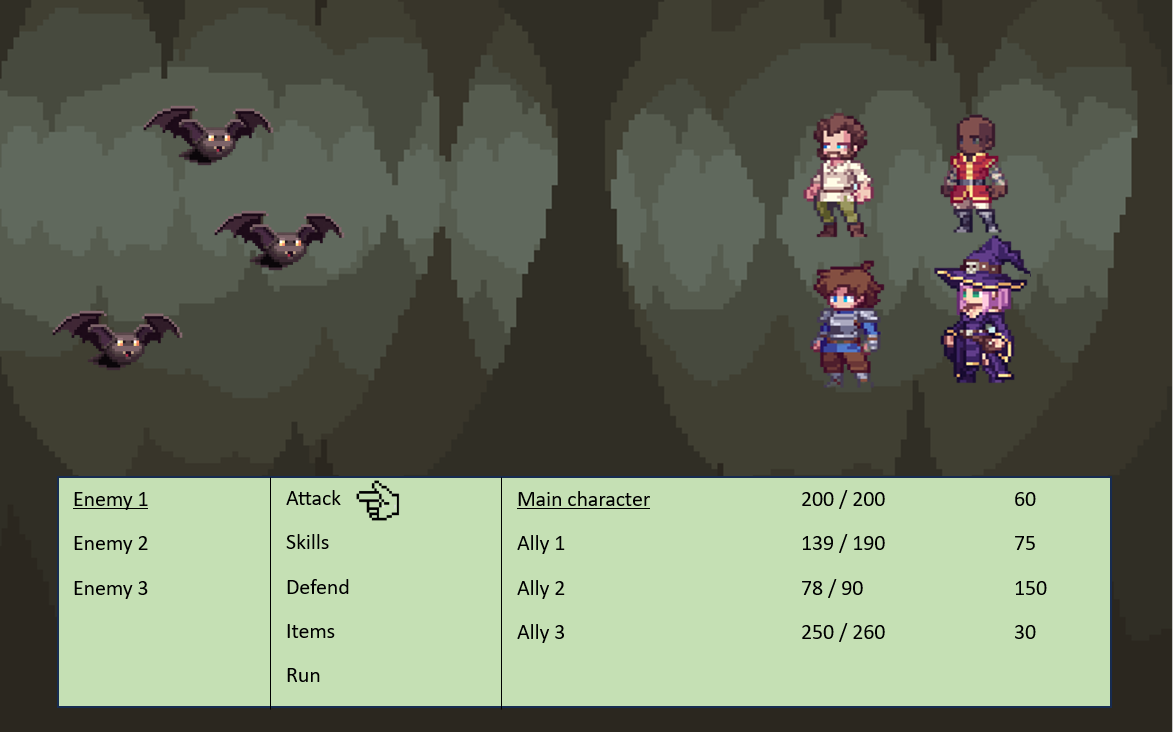 Enemy 1
Enemy 2
Enemy 3
Attack
Skills
Defend
Items
Run
Main character 200 / 200 60
Ally 1 139 / 190 75
Ally 2 78 / 90 150
Ally 3 250 / 260 30